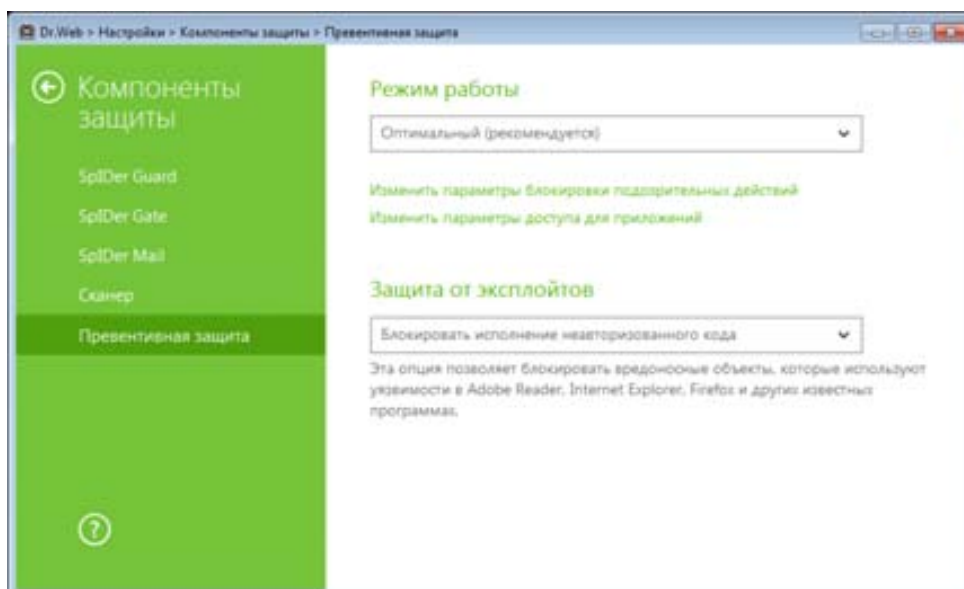 Dr.Web > Настройки > Компоненты защиты > Превентивная защита
Компоненты
защиты
SpIDer Guard
SpIDer Gate
SpIDer Mail
Сканер
Превентивная защита
?
Режим работы
Оптимальный (рекомендуется)
Изменить параметры блокировки подозрительных действий
Изменить параметры доступа для приложений
Защита от эксплойтов
Блокировать исполнение неавторизованного кода
Эта опция позволяет блокировать вредоносные объекты, которые используют
уязвимости в Adobe Reader, Internet Explorer, Firefox и других известных
программах.